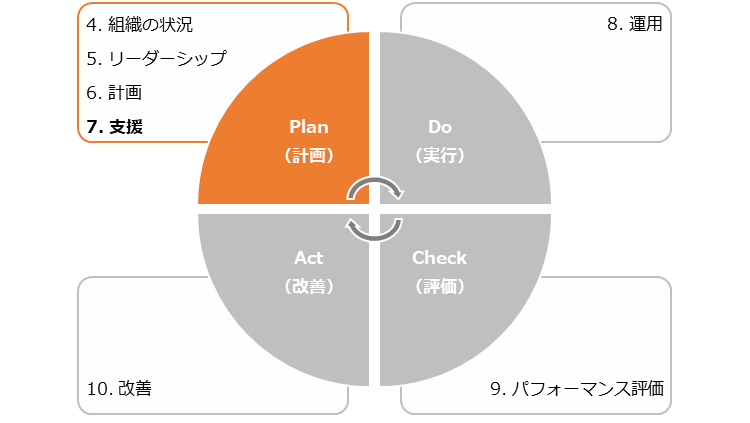 4. 組織の状況
5. リーダーシップ
6. 計画
7. 支援
8. 運用
Plan
（計画）
Do
（実行）
Act
（改善）
Check
（評価）
10. 改善
9. パフォーマンス評価